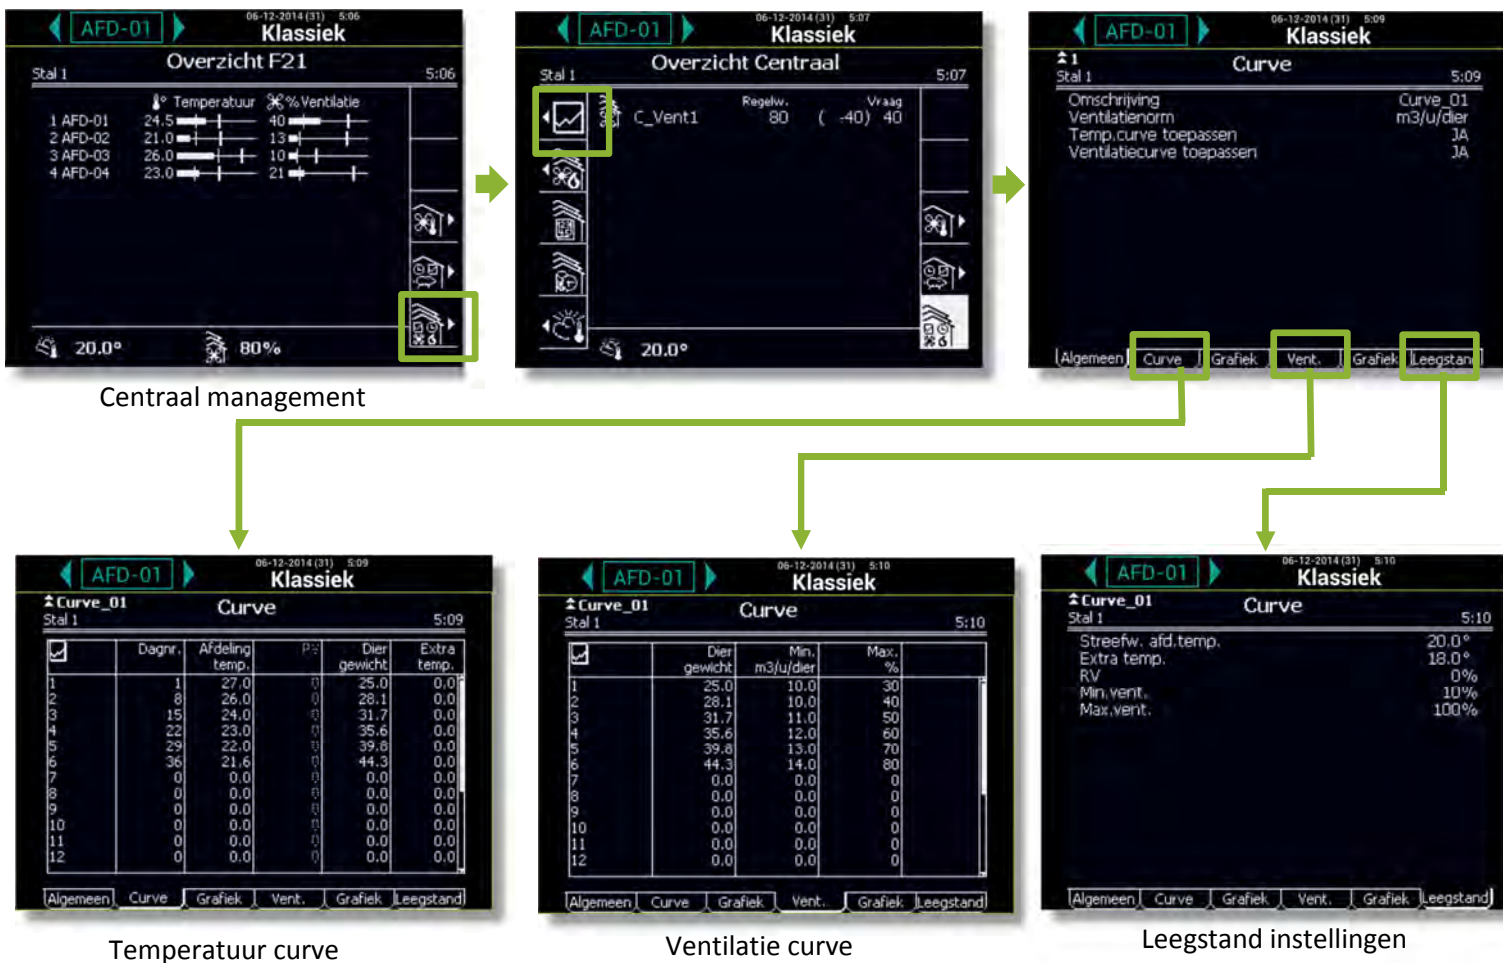 AFD-01
06-12-2014 (31) 5:06
Klassiek
Overzicht F21
Stal 1 5:06
Temperatuur % Ventilatie
1 AFD-01 24.5 40
2 AFD-02 21.0 13
3 AFD-03 26.0 10
4 AFD-04 23.0 21
20.0° 80%
Centraal management
AFD-01
06-12-2014 (31) 5:07
Klassiek
Overzicht Centraal
Stal 1 5:07
Regelw. Vraag
C_Vent1 80 ( -40) 40
20.0°
AFD-01
06-12-2014 (31) 5:09
Klassiek
1
Curve
Stal 1 5:09
Omschrijving Curve_01
Ventilatienorm m3/u/dier
Temp.curve toepassen JA
Ventilatiecurve toepassen JA
Algemeen Curve Grafiek Vent. Grafiek Leegstand
AFD-01
06-12-2014 (31) 5:09
Klassiek
Curve_01
Curve
Stal 1 5:09
Dagnr. Afdeling Dier Extra
temp. gewicht temp.
1 1 27.0 0 25.0 0.0
2 8 26.0 0 28.1 0.0
3 15 24.0 0 31.7 0.0
4 22 23.0 0 35.6 0.0
5 29 22.0 0 39.8 0.0
6 36 21.6 0 44.3 0.0
7 0 0.0 0 0.0 0.0
8 0 0.0 0 0.0 0.0
9 0 0.0 0 0.0 0.0
10 0 0.0 0 0.0 0.0
11 0 0.0 0 0.0 0.0
12 0 0.0 0 0.0 0.0
Algemeen Curve Grafiek Vent. Grafiek Leegstand
Temperatuur curve
AFD-01
06-12-2014 (31) 5:10
Klassiek
Curve_01
Curve
Stal 1 5:10
Dier Min. Max.
gewicht m3/u/dier %
1 25.0 10.0 30
2 28.1 10.0 40
3 31.7 11.0 50
4 35.6 12.0 60
5 39.8 13.0 70
6 44.3 14.0 80
7 0.0 0.0 0
8 0.0 0.0 0
9 0.0 0.0 0
10 0.0 0.0 0
11 0.0 0.0 0
12 0.0 0.0 0
Algemeen Curve Grafiek Vent. Grafiek Leegstand
Ventilatie curve
AFD-01
06-12-2014 (31) 5:10
Klassiek
Curve_01
Curve
Stal 1 5:10
Streefw. afd.temp. 20.0°
Extra temp. 18.0°
RV 0%
Min.vent. 10%
Max.vent. 100%
Algemeen Curve Grafiek Vent. Grafiek Leegstand
Leegstand instellingen